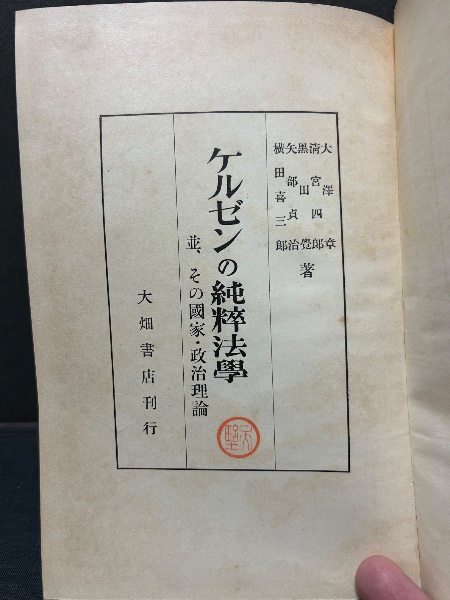 大澤章
清宮四郎
黑田覺
矢部貞治
橫田喜三郎
著
ケルゼンの純粹法學
並、その國家・政治理論
大畑書店刊行